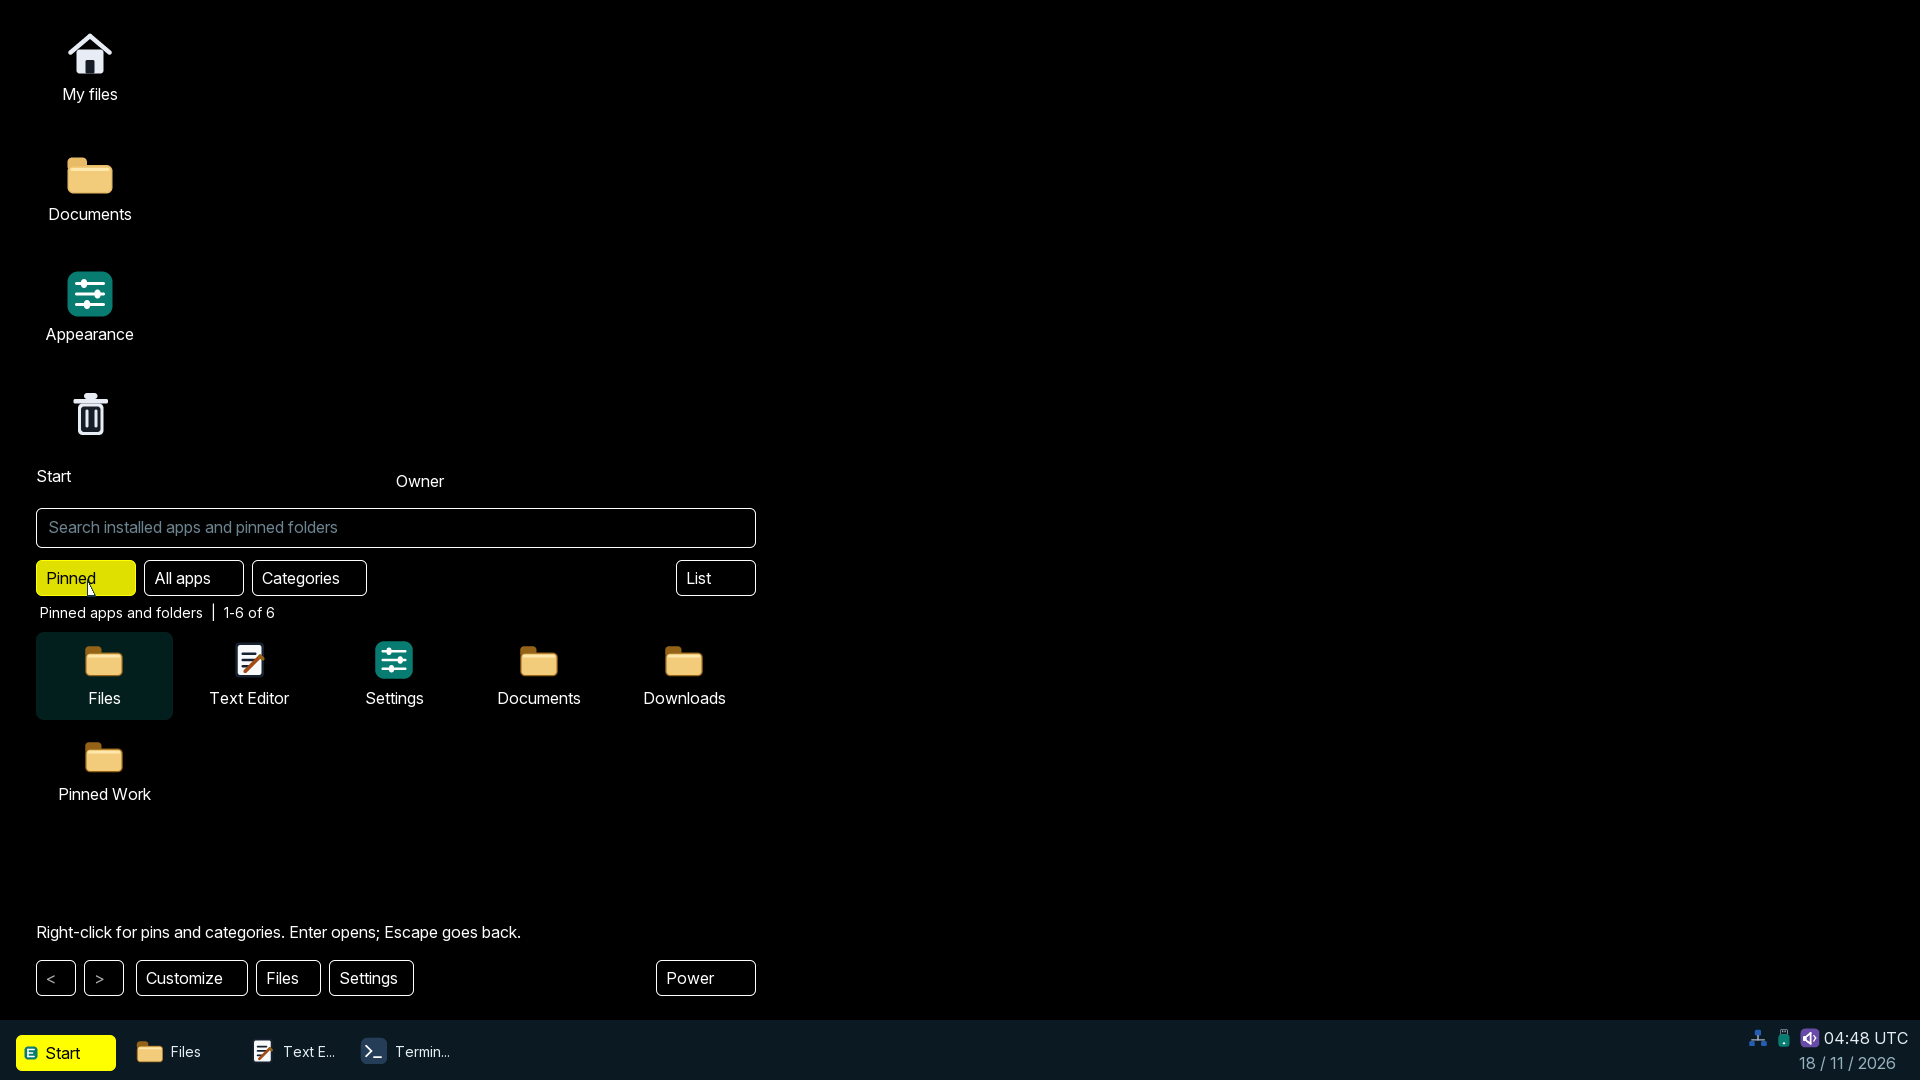 My files
Documents
Appearance
Start
Owner
Search installed apps and pinned folders
Pinned
All apps
Categories
List
Pinned apps and folders | 1-6 of 6
Files
Text Editor
Settings
Documents
Downloads
Pinned Work
Right-click for pins and categories. Enter opens; Escape goes back.
<
>
Customize
Files
Settings
Power
Start
Files
Text E...
Termin...
04:48 UTC
18 / 11 / 2026